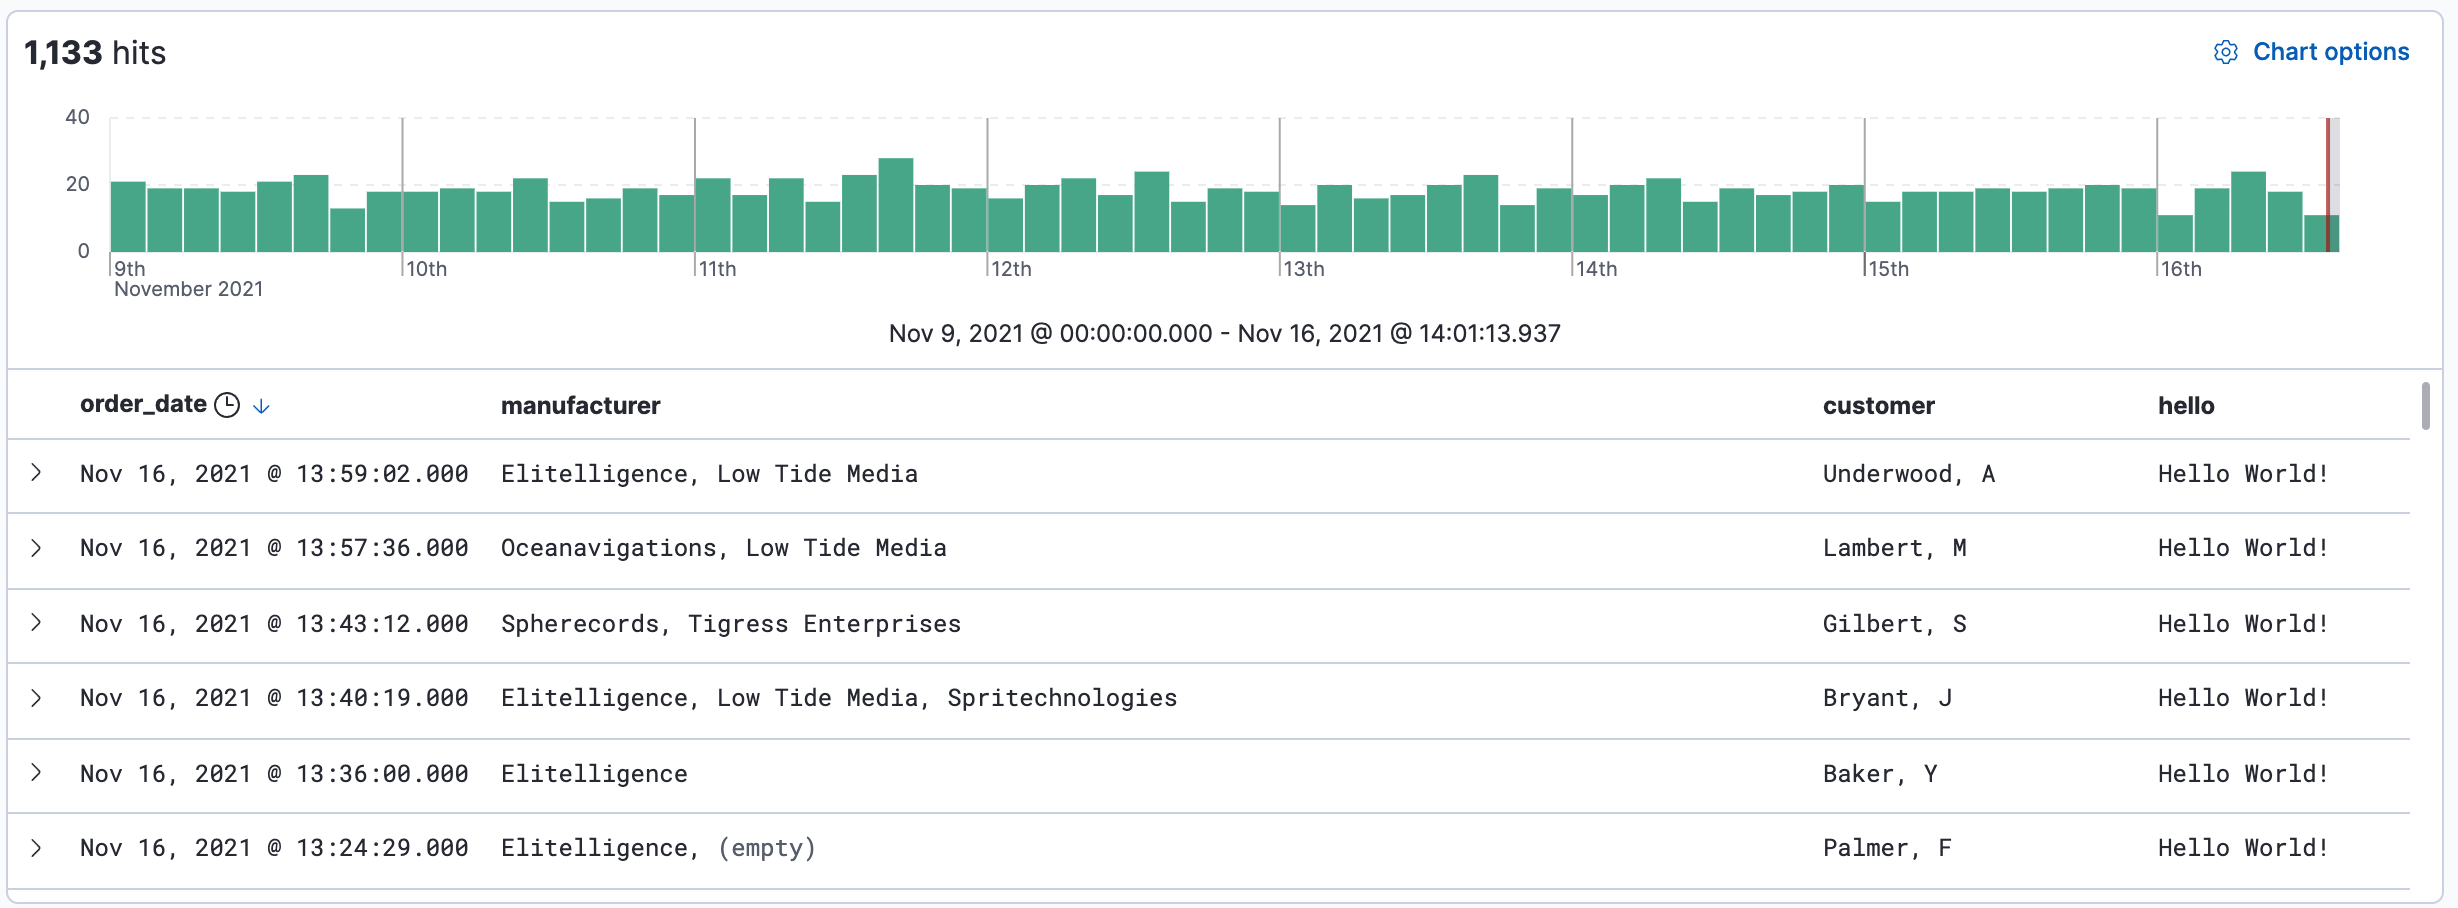 1,133 hits
Chart options
40
20
0
9th 10th 11th 12th 13th 14th 15th 16th
November 2021
Nov 9, 2021 @ 00:00:00.000 - Nov 16, 2021 @ 14:01:13.937
order_date manufacturer customer hello
Nov 16, 2021 @ 13:59:02.000 Elitelligence, Low Tide Media Underwood, A Hello World!
Nov 16, 2021 @ 13:57:36.000 Oceanavigations, Low Tide Media Lambert, M Hello World!
Nov 16, 2021 @ 13:43:12.000 Spherecords, Tigress Enterprises Gilbert, S Hello World!
Nov 16, 2021 @ 13:40:19.000 Elitelligence, Low Tide Media, Spritechnologies Bryant, J Hello World!
Nov 16, 2021 @ 13:36:00.000 Elitelligence Baker, Y Hello World!
Nov 16, 2021 @ 13:24:29.000 Elitelligence, (empty) Palmer, F Hello World!